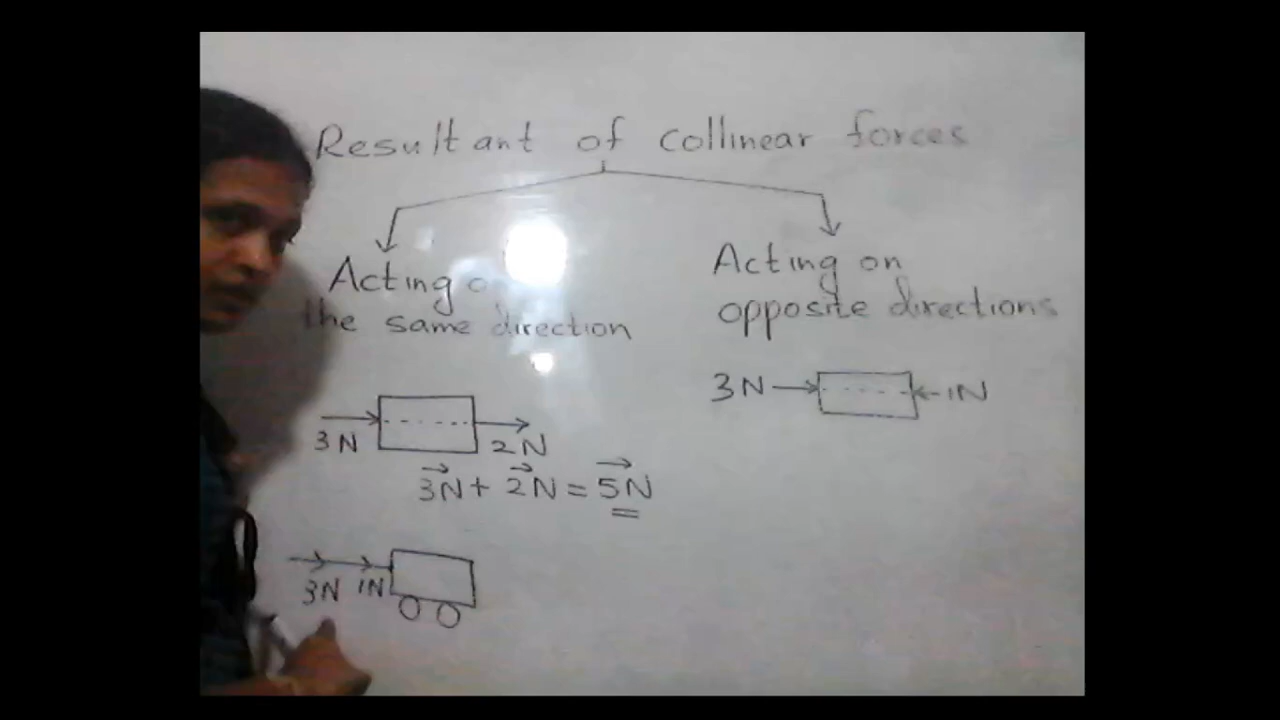 Resultant of collinear forces
Acting
the same direction
3N
2N
3N + 2N = 5N
3N 1N
Acting on
opposite directions
3N
1N